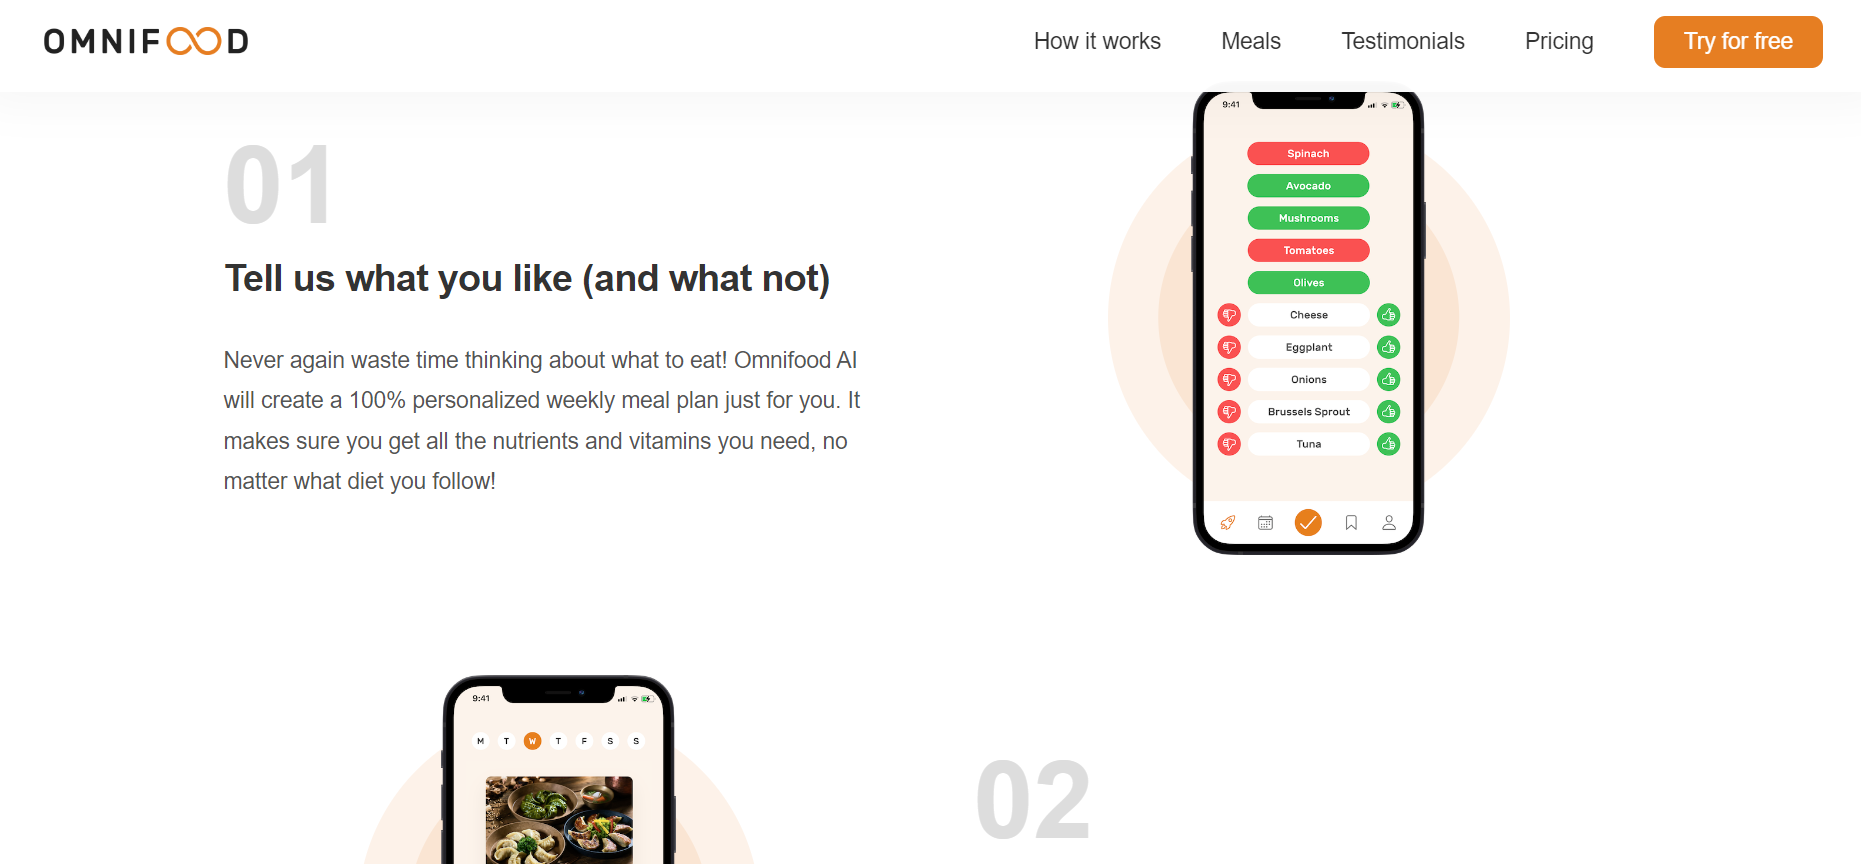 OMNIFOOD
How it works
Meals
Testimonials
Pricing
Try for free
01
Tell us what you like (and what not)
Never again waste time thinking about what to eat! Omnifood AI
will create a 100% personalized weekly meal plan just for you. It
makes sure you get all the nutrients and vitamins you need, no
matter what diet you follow!
9:41
Spinach
Avocado
Mushrooms
Tomatoes
Olives
Cheese
Eggplant
Onions
Brussels Sprout
Tuna
9:41
M T W T F S S
02